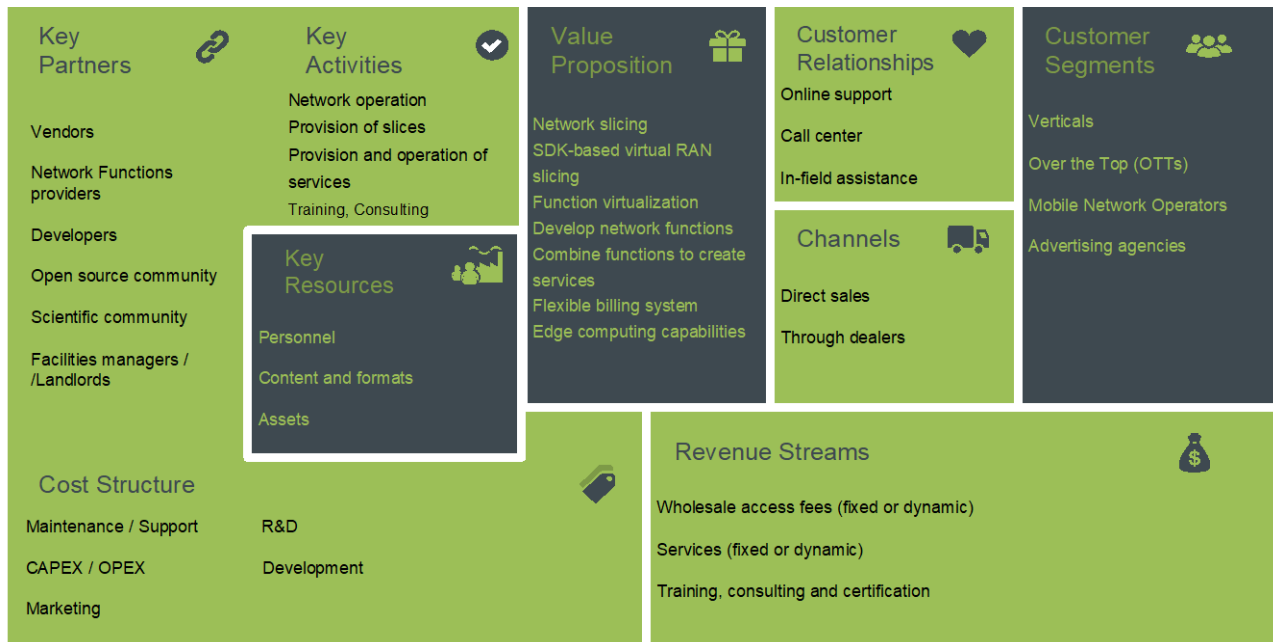 Key
Partners
Vendors
Network Functions
providers
Developers
Open source community
Scientific community
Facilities managers /
/Landlords
Key
Activities
Network operation
Provision of slices
Provision and operation of
services
Training, Consulting
Key
Resources
Personnel
Content and formats
Assets
Value
Proposition
Network slicing
SDK-based virtual RAN
slicing
Function virtualization
Develop network functions
Combine functions to create
services
Flexible billing system
Edge computing capabilities
Customer
Relationships
Online support
Call center
In-field assistance
Channels
Direct sales
Through dealers
Customer
Segments
Verticals
Over the Top (OTTs)
Mobile Network Operators
Advertising agencies
Cost Structure
Maintenance / Support
CAPEX / OPEX
Marketing
R&D
Development
Revenue Streams
$
Wholesale access fees (fixed or dynamic)
Services (fixed or dynamic)
Training, consulting and certification